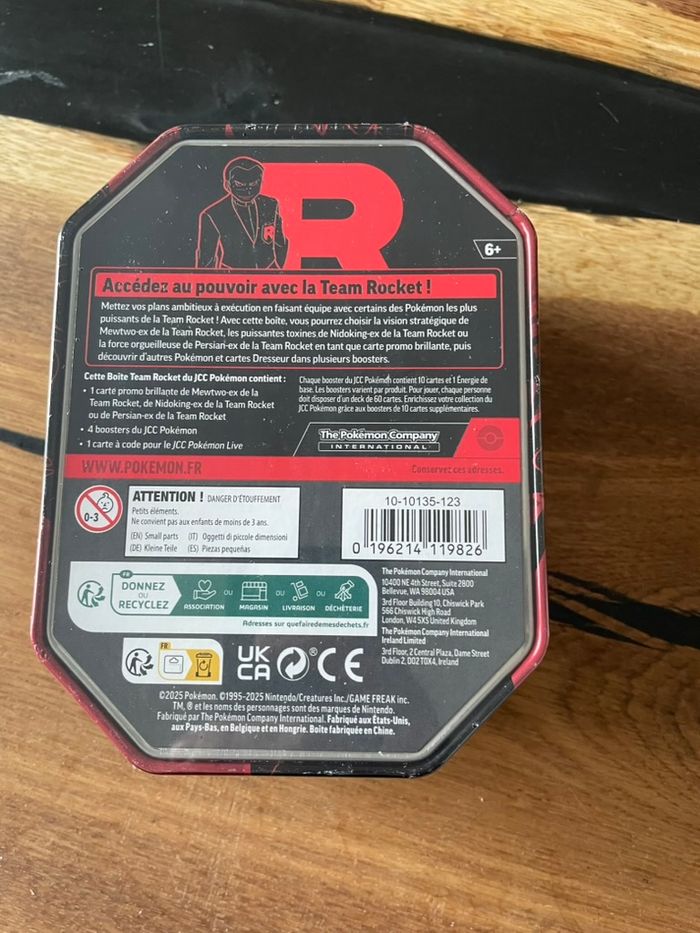 R
R
6+
Accédez au pouvoir avec la Team Rocket !
Mettez vos plans ambitieux à exécution en faisant équipe avec certains des Pokémon les plus
puissants de la Team Rocket ! Avec cette boîte, vous pourrez choisir la vision stratégique de
Mewtwo-ex de la Team Rocket, les puissantes toxines de Nidoking-ex de la Team Rocket ou
la force orgueilleuse de Persian-ex de la Team Rocket en tant que carte promo brillante, puis
découvrir d'autres Pokémon et cartes Dresseur dans plusieurs boosters.
Cette Boîte Team Rocket du JCC Pokémon contient :
• 1 carte promo brillante de Mewtwo-ex de la
Team Rocket, de Nidoking-ex de la Team Rocket
ou de Persian-ex de la Team Rocket
• 4 boosters du JCC Pokémon
• 1 carte à code pour le JCC Pokémon Live
Chaque booster du JCC Pokémon contient 10 cartes et 1 Énergie de
base. Les boosters varient par produit. Pour jouer, chaque personne
doit disposer d'un deck de 60 cartes. Enrichissez votre collection du
JCC Pokémon grâce aux boosters de 10 cartes supplémentaires.
The Pokémon Company
INTERNATIONAL
WWW.POKEMON.FR
Conservez ces adresses.
0-3
ATTENTION ! DANGER D'ÉTOUFFEMENT
Petits éléments.
Ne convient pas aux enfants de moins de 3 ans.
(EN) Small parts (IT) Oggetti di piccole dimensioni
(DE) Kleine Teile (ES) Piezas pequeñas
10-10135-123
0 196214 119826
FR
DONNEZ
OU
RECYCLEZ
ASSOCIATION
OU
MAGASIN
OU
LIVRAISON
OU
DÉCHÈTERIE
Adresses sur quefairedemesdechets.fr
The Pokémon Company International
10400 NE 4th Street, Suite 2800
Bellevue, WA 98004 USA
3rd Floor Building 10, Chiswick Park
566 Chiswick High Road
London, W4 5XS United Kingdom
The Pokémon Company International
Ireland Limited
3rd Floor, 2 Central Plaza, Dame Street
Dublin 2, D02 T0X4, Ireland
FR
UK
CA
®
CE
©2025 Pokémon. ©1995-2025 Nintendo/Creatures Inc./GAME FREAK inc.
TM, ® et les noms des personnages sont des marques de Nintendo.
Fabriqué par The Pokémon Company International. Fabriqué aux États-Unis,
aux Pays-Bas, en Belgique et en Hongrie. Boîte fabriquée en Chine.